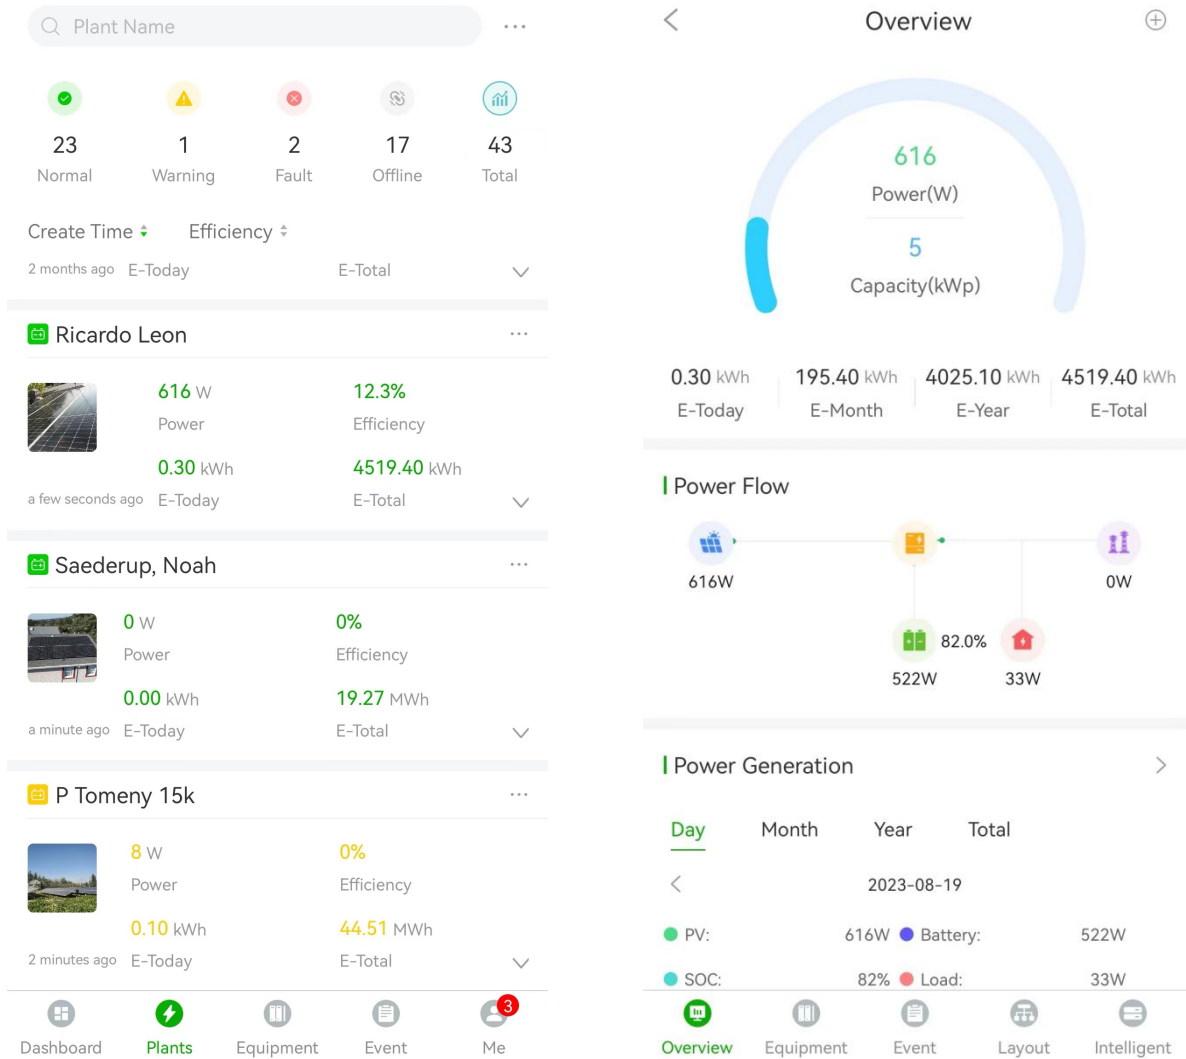 Plant Name
23
1
2
17
43
Normal
Warning
Fault
Offline
Total
Create Time
Efficiency
2 months ago E-Today E-Total
Ricardo Leon
616 W 12.3%
Power Efficiency
0.30 kWh 4519.40 kWh
a few seconds ago E-Today E-Total
Saederup, Noah
0 W 0%
Power Efficiency
0.00 kWh 19.27 MWh
a minute ago E-Today E-Total
P Tomeny 15k
8 W 0%
Power Efficiency
0.10 kWh 44.51 MWh
2 minutes ago E-Today E-Total
3
Dashboard Plants Equipment Event Me
Overview
616
Power(W)
5
Capacity(kWp)
0.30 kWh 195.40 kWh 4025.10 kWh 4519.40 kWh
E-Today E-Month E-Year E-Total
Power Flow
616W 0W
82.0%
522W 33W
Power Generation
Day Month Year Total
2023-08-19
PV: 616W Battery: 522W
SOC: 82% Load: 33W
Overview Equipment Event Layout Intelligent